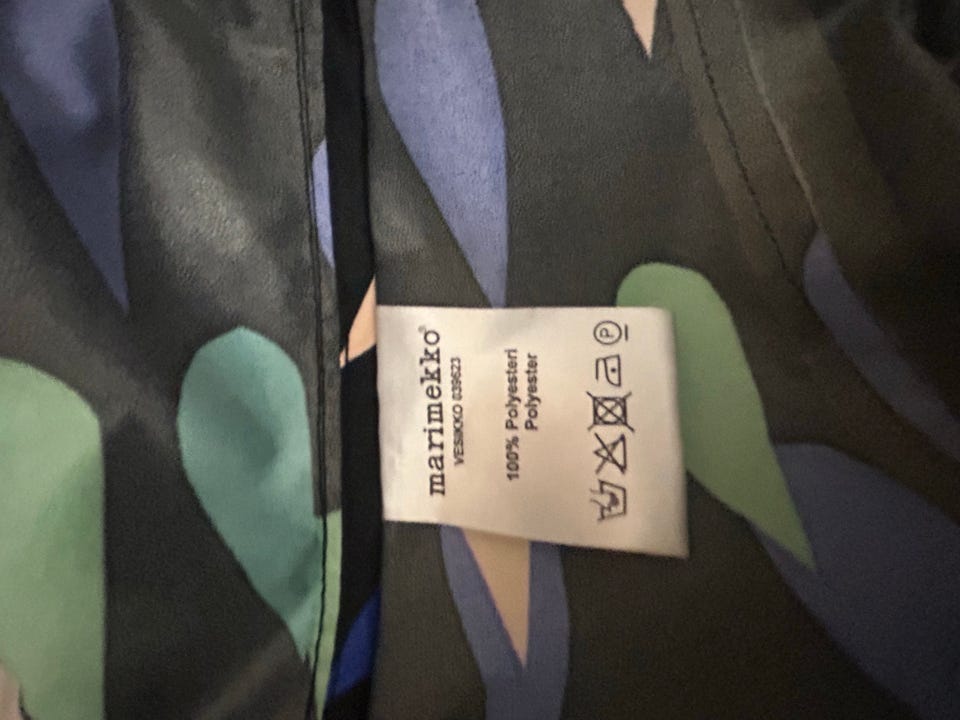 marimekko®
VESIKKO 039623
100% Polyesteri
Polyester
P